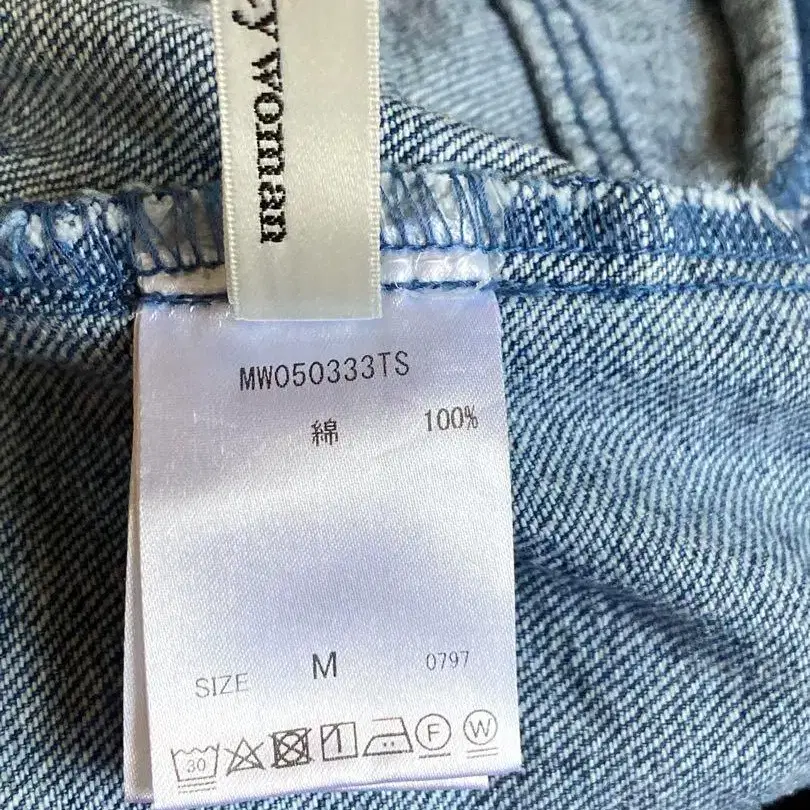 woman
MW050333TS
綿 100%
SIZE M 0797
30 F W